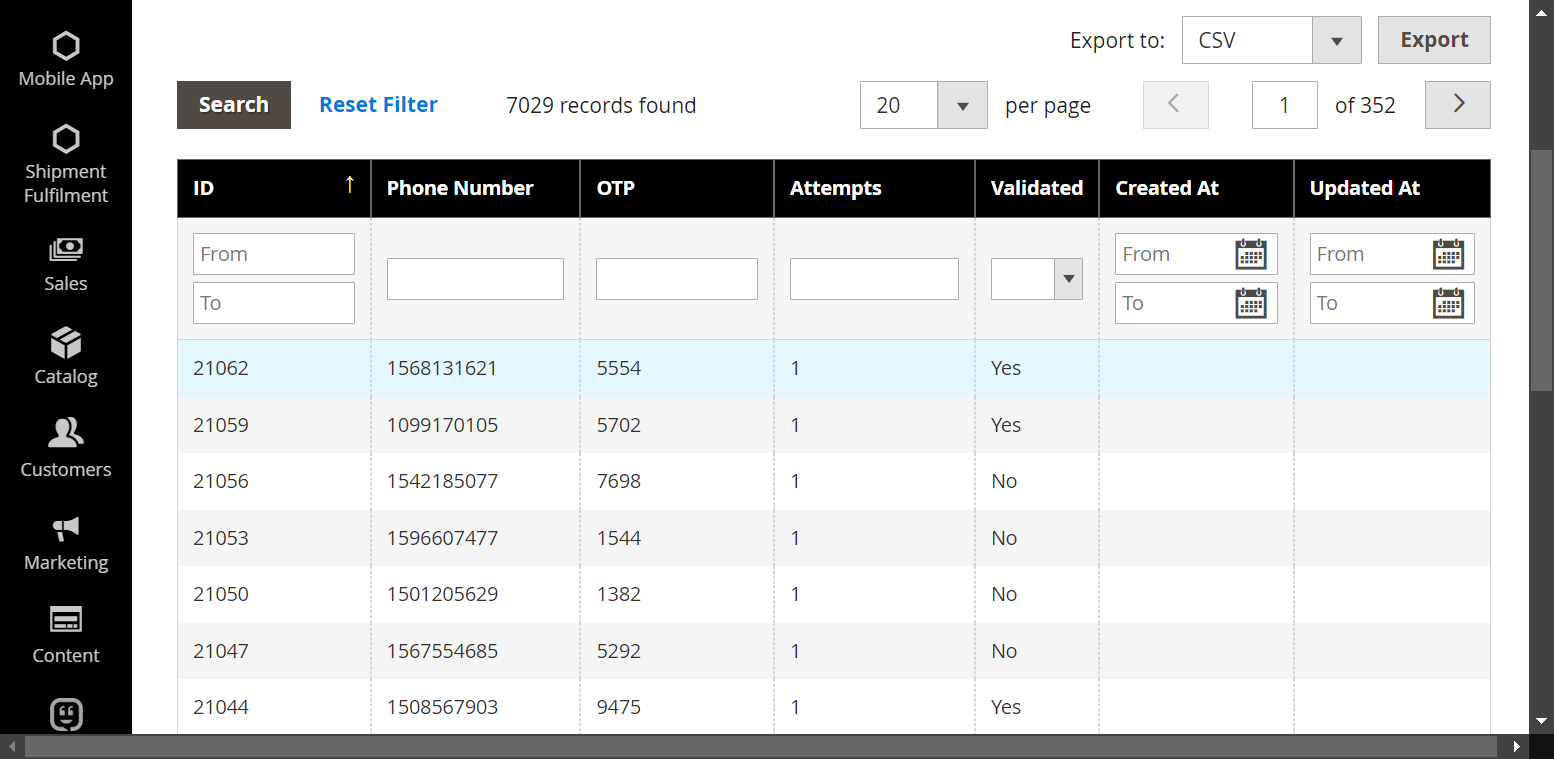 Mobile App
Shipment
Fulfilment
Sales
Catalog
Customers
Marketing
Content
Export to: CSV Export
Search Reset Filter 7029 records found 20 per page 1 of 352
ID ↑ Phone Number OTP Attempts Validated Created At Updated At
From From From
To To To
21062 1568131621 5554 1 Yes
21059 1099170105 5702 1 Yes
21056 1542185077 7698 1 No
21053 1596607477 1544 1 No
21050 1501205629 1382 1 No
21047 1567554685 5292 1 No
21044 1508567903 9475 1 Yes